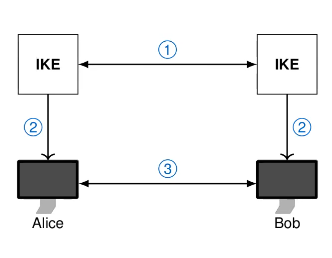 ①
IKE IKE
② ②
③
Alice Bob